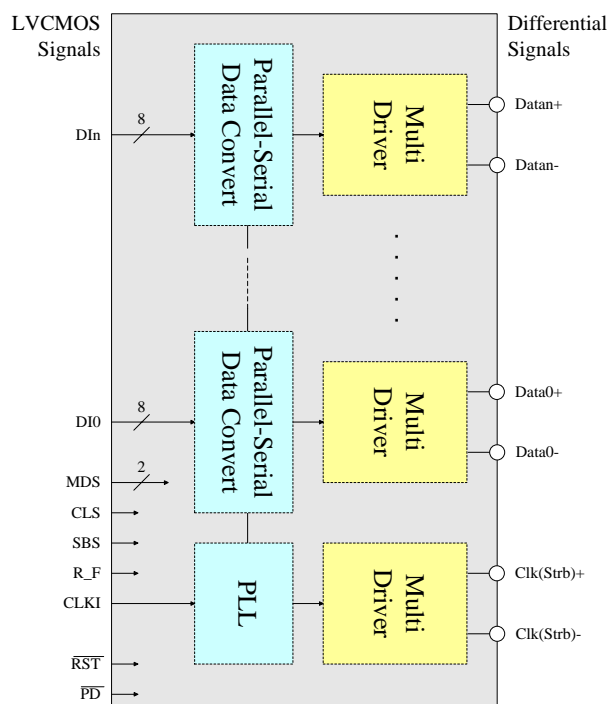 LVCMOS
Signals
Differential
Signals
DIn
8
Parallel-Serial
Data Convert
Multi
Driver
Datan+
Datan-
DI0
8
Parallel-Serial
Data Convert
Multi
Driver
Data0+
Data0-
MDS
2
CLS
SBS
R_F
CLKI
PLL
Multi
Driver
Clk(Strb)+
Clk(Strb)-
RST
PD